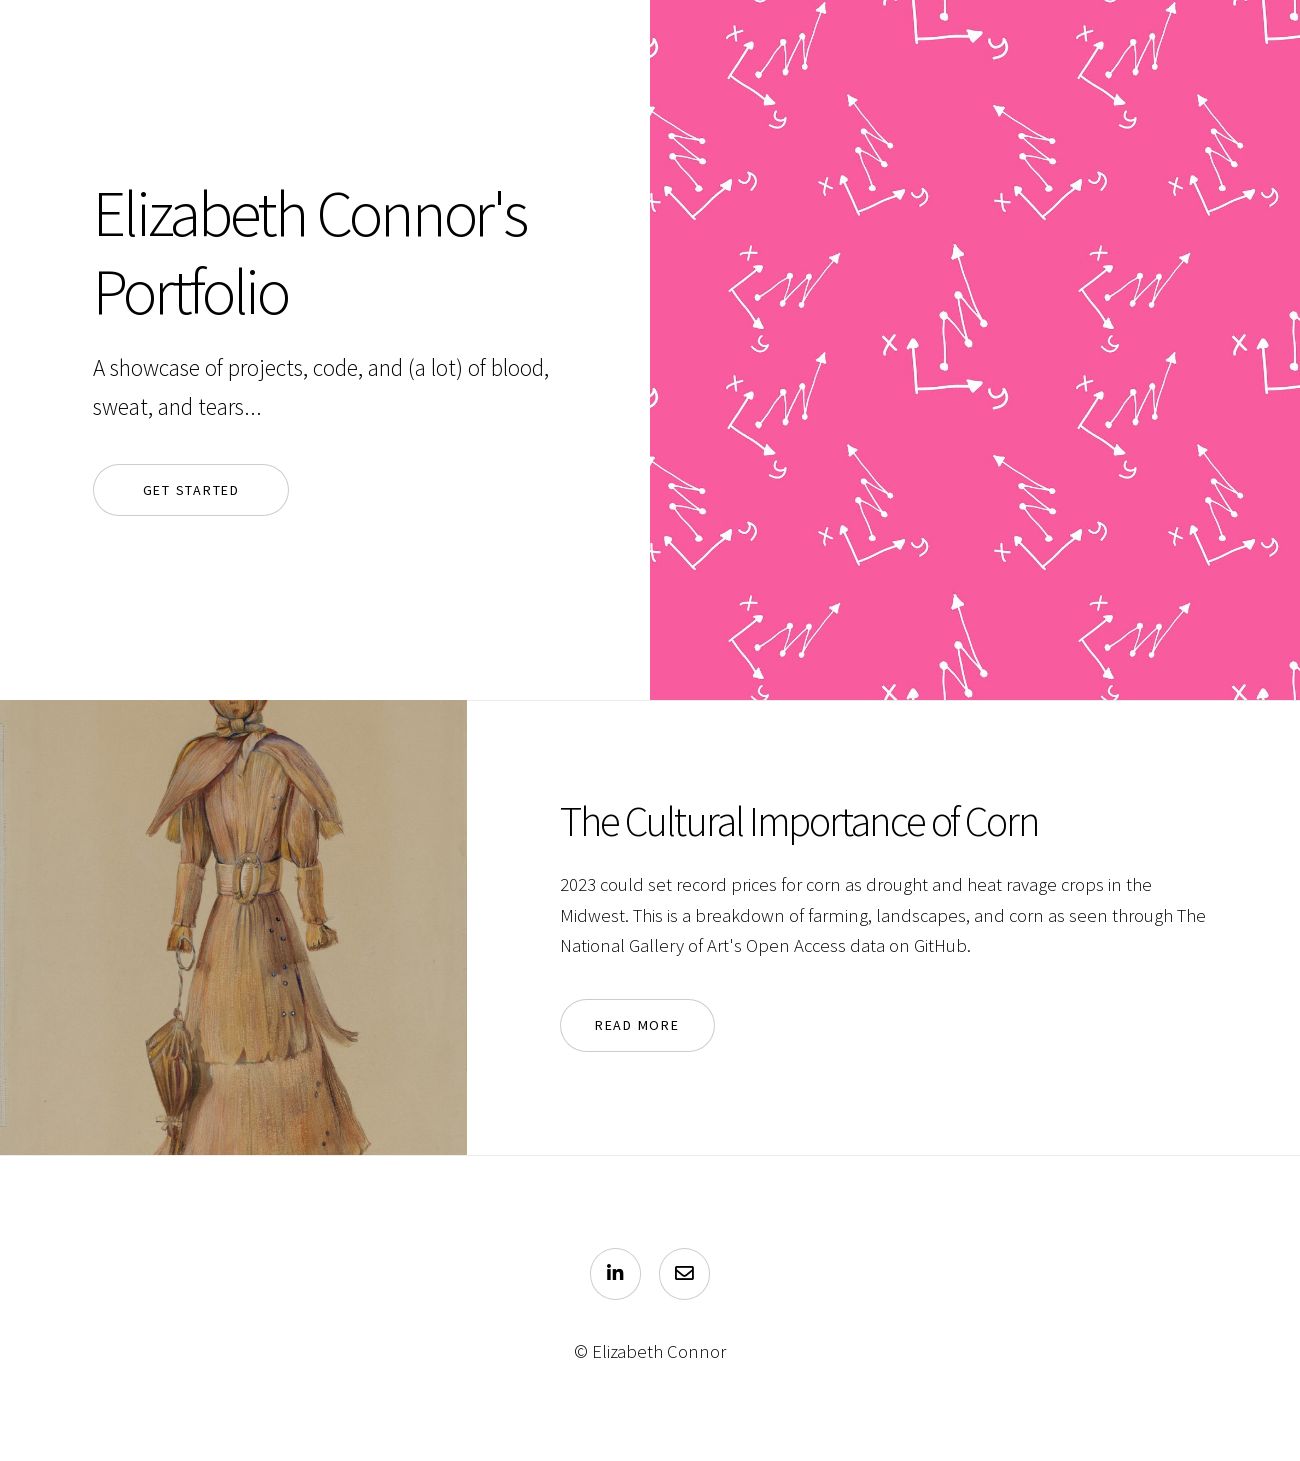 Elizabeth Connor's
Portfolio
A showcase of projects, code, and (a lot) of blood,
sweat, and tears...
GET STARTED
The Cultural Importance of Corn
2023 could set record prices for corn as drought and heat ravage crops in the
Midwest. This is a breakdown of farming, landscapes, and corn as seen through The
National Gallery of Art's Open Access data on GitHub.
READ MORE
in
© Elizabeth Connor